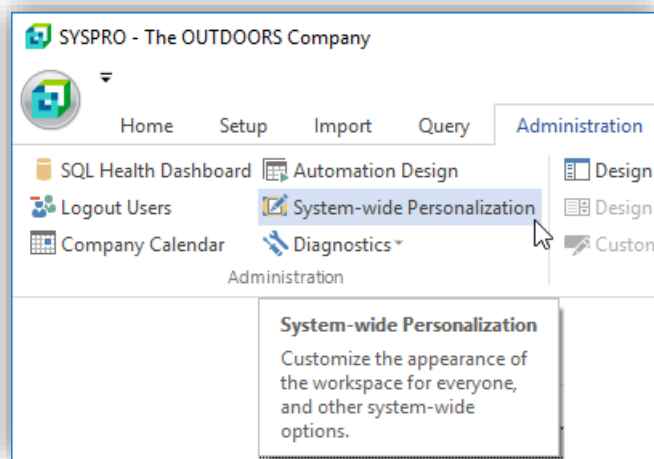 SYSPRO - The OUTDOORS Company
Home Setup Import Query Administration
SQL Health Dashboard Automation Design Design
Logout Users System-wide Personalization Design
Company Calendar Diagnostics Custom
Administration
System-wide Personalization
Customize the appearance of
the workspace for everyone,
and other system-wide
options.